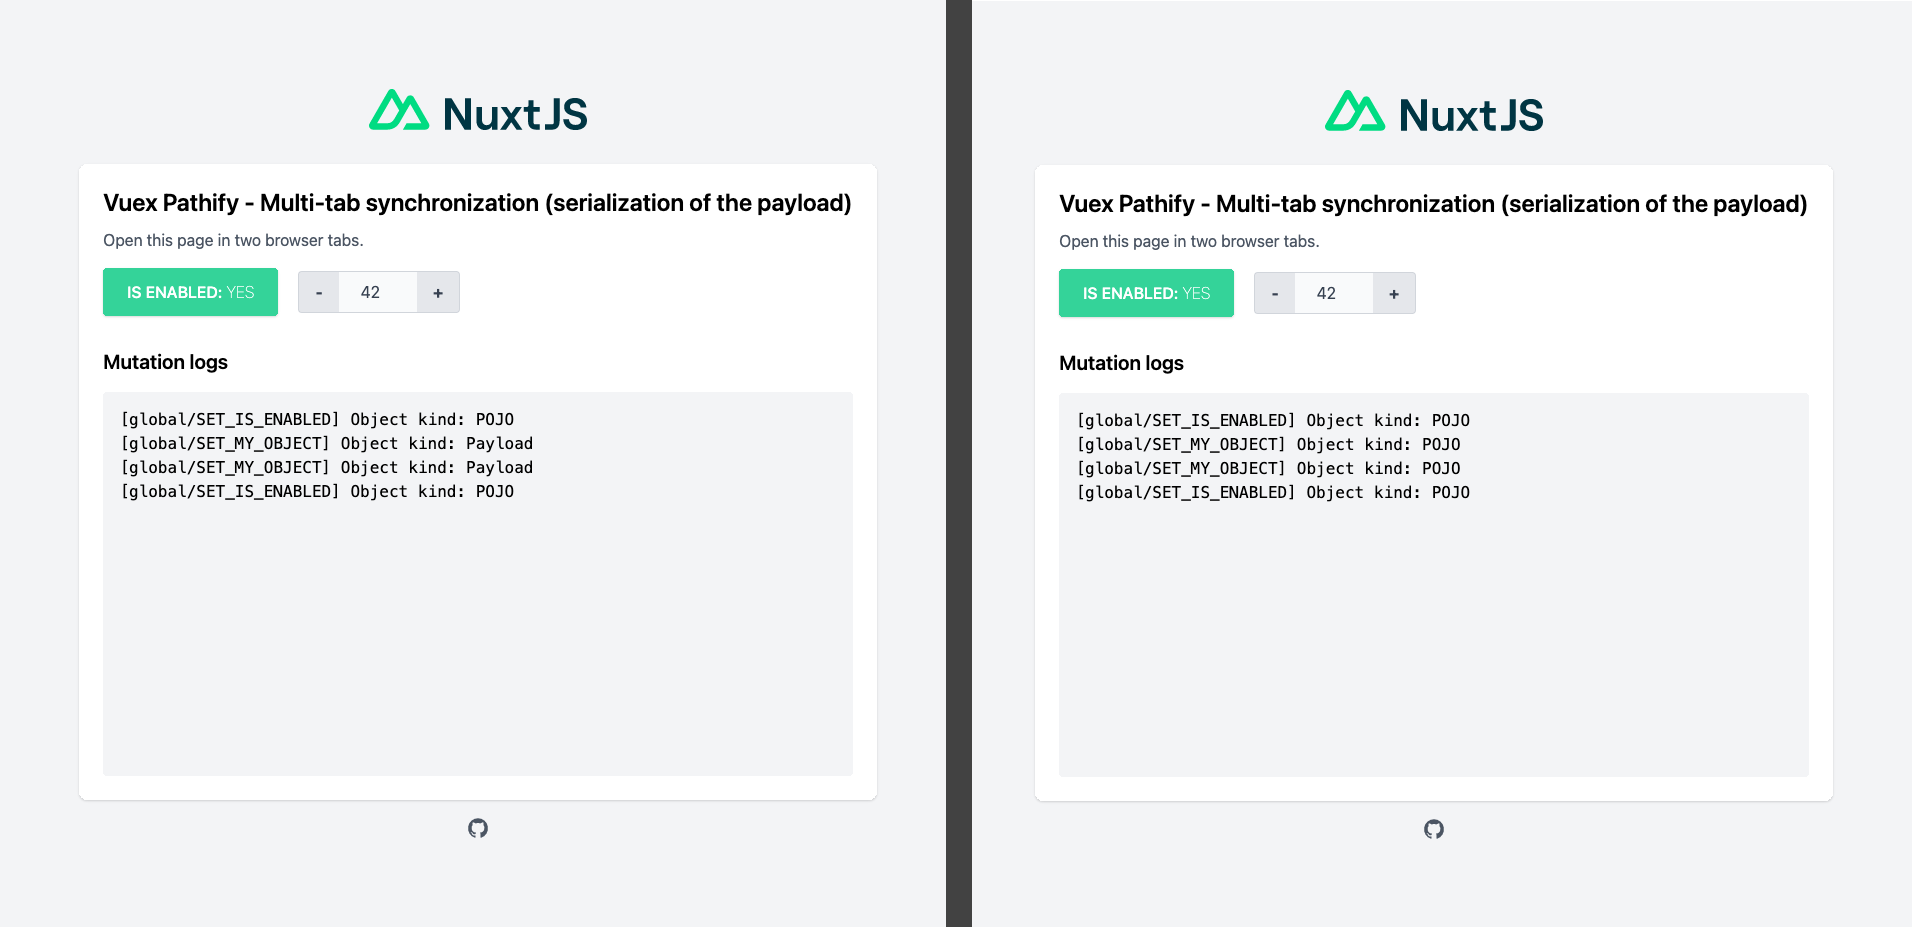 NuxtJS
Vuex Pathify - Multi-tab synchronization (serialization of the payload)
Open this page in two browser tabs.
IS ENABLED: YES
- 42 +
Mutation logs
[global/SET_IS_ENABLED] Object kind: POJO
[global/SET_MY_OBJECT] Object kind: Payload
[global/SET_MY_OBJECT] Object kind: Payload
[global/SET_IS_ENABLED] Object kind: POJO
NuxtJS
Vuex Pathify - Multi-tab synchronization (serialization of the payload)
Open this page in two browser tabs.
IS ENABLED: YES
- 42 +
Mutation logs
[global/SET_IS_ENABLED] Object kind: POJO
[global/SET_MY_OBJECT] Object kind: POJO
[global/SET_MY_OBJECT] Object kind: POJO
[global/SET_IS_ENABLED] Object kind: POJO